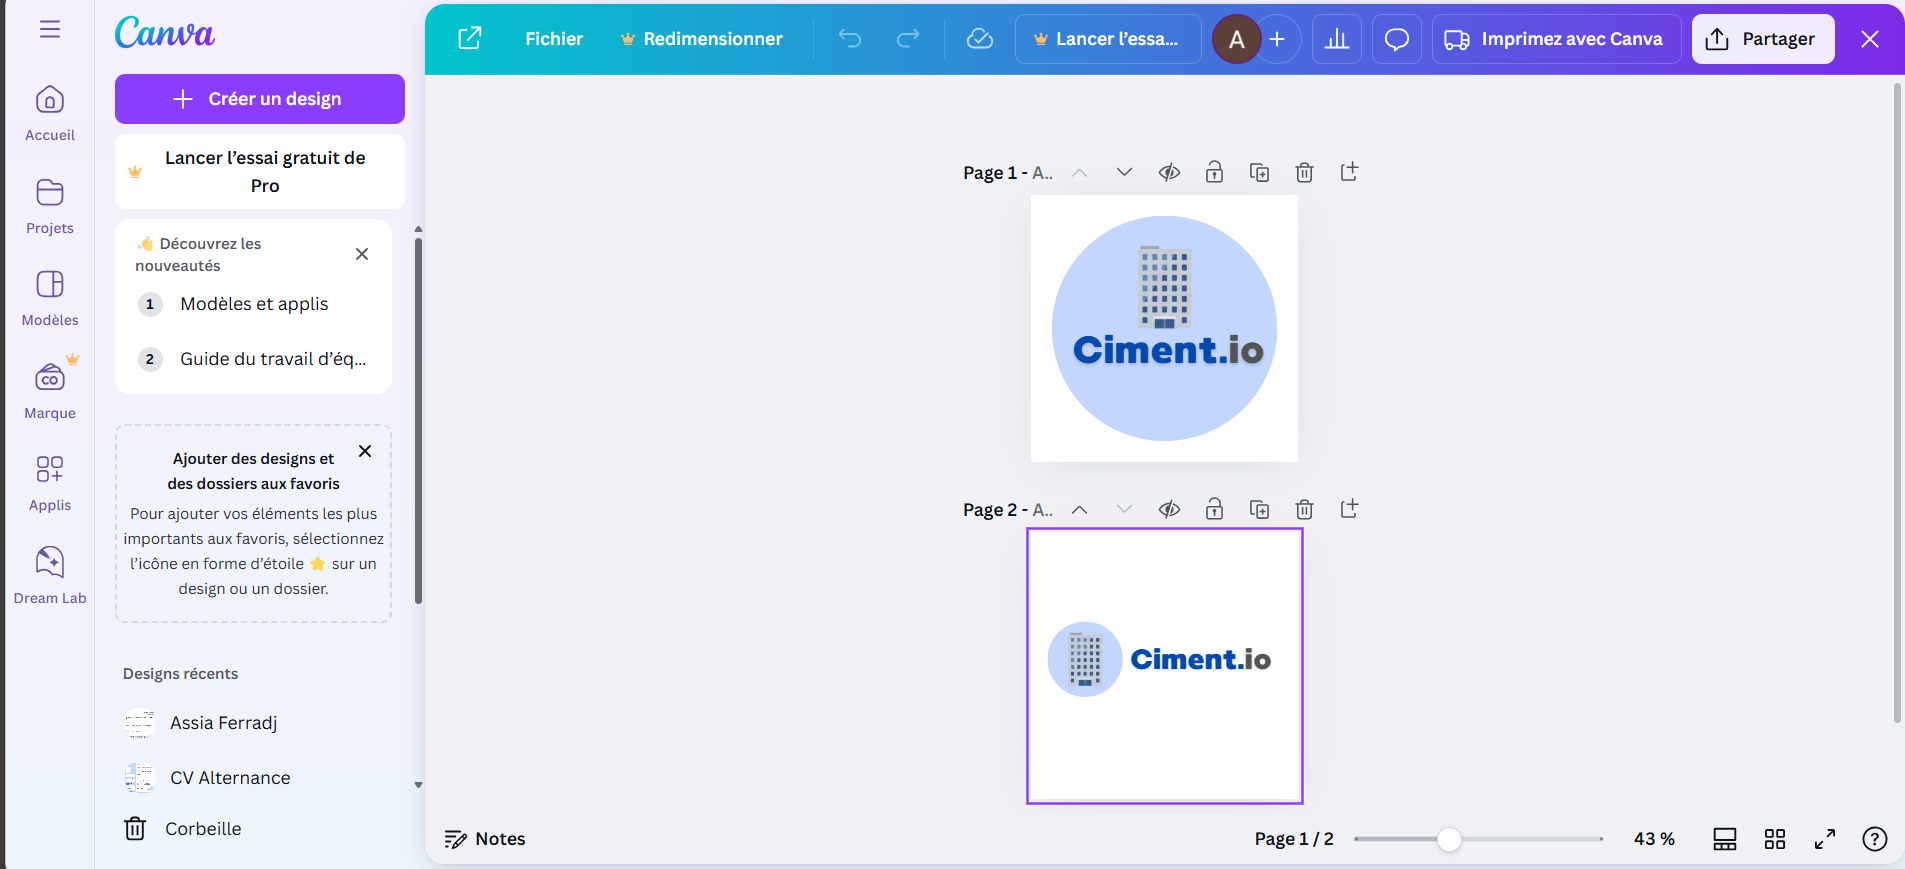 Canva
Créer un design
Lancer l’essai gratuit de
Pro
👋 Découvrez les
nouveautés
1 Modèles et applis
2 Guide du travail d’éq...
Ajouter des designs et
des dossiers aux favoris
Pour ajouter vos éléments les plus
importants aux favoris, sélectionnez
l’icône en forme d’étoile ⭐ sur un
design ou un dossier.
Designs récents
Assia Ferradj
CV Alternance
Corbeille
Accueil
Projets
Modèles
CO
Marque
Applis
Dream Lab
Fichier
Redimensionner
Lancer l’essa...
A
Imprimez avec Canva
Partager
Page 1 - A..
Ciment.io
Page 2 - A..
Ciment.io
Notes
Page 1 / 2
43 %
?